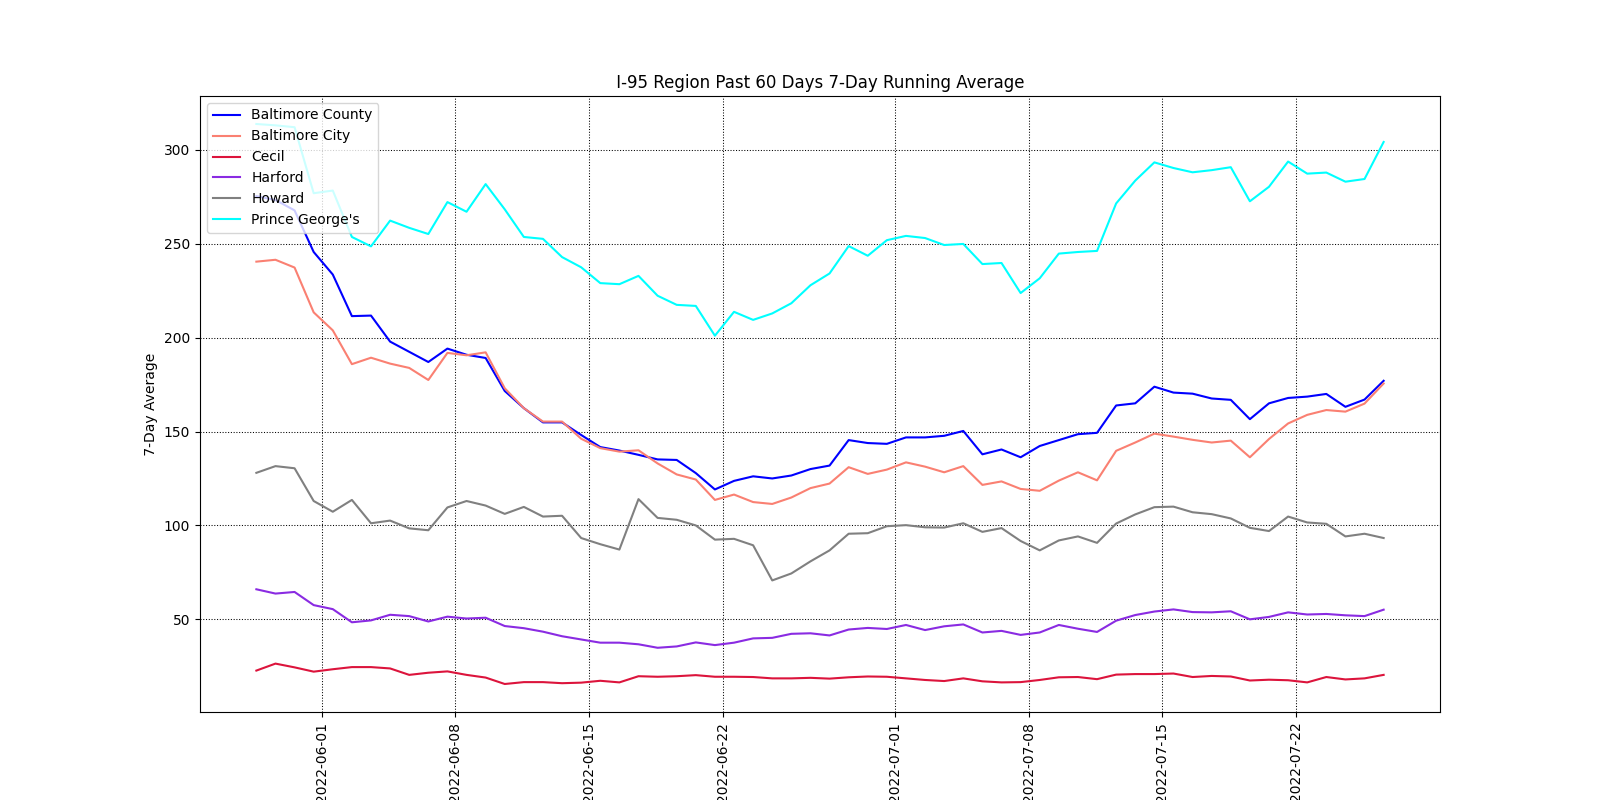 I-95 Region Past 60 Days 7-Day Running Average
Baltimore County
Baltimore City
Cecil
Harford
Howard
Prince George's
300
250
200
150
100
50
7-Day Average
2022-06-01
2022-06-08
2022-06-15
2022-06-22
2022-07-01
2022-07-08
2022-07-15
2022-07-22